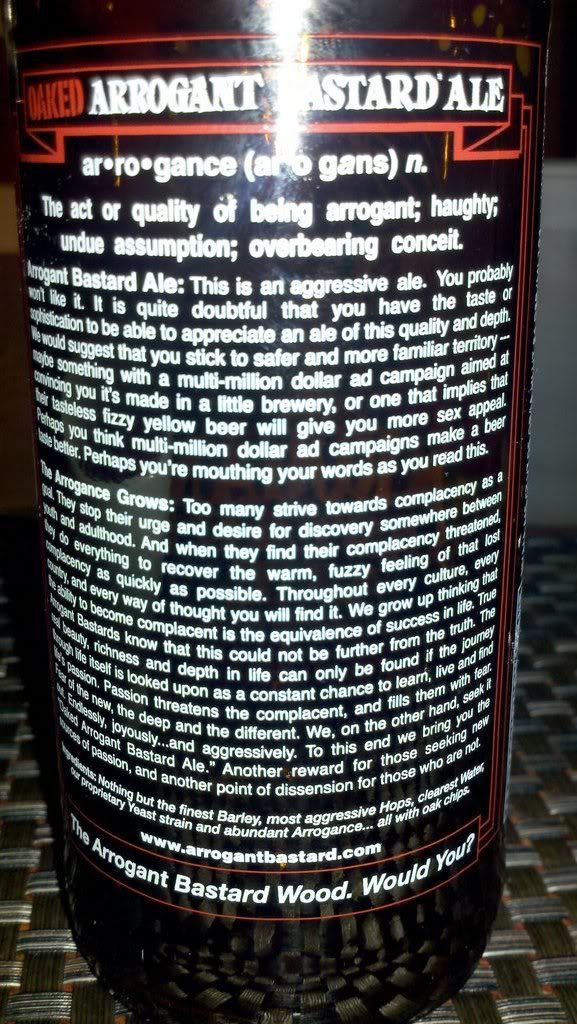 OAKED ARROGANT BASTARD ALE
ar•ro•gance (ar o gans) n.
The act or quality of being arrogant; haughty;
undue assumption; overbearing conceit.
Arrogant Bastard Ale: This is an aggressive ale. You probably
won't like it. It is quite doubtful that you have the taste or
sophistication to be able to appreciate an ale of this quality and depth.
We would suggest that you stick to safer and more familiar territory –
maybe something with a multi-million dollar ad campaign aimed at
convincing you it's made in a little brewery, or one that implies that
their tasteless fizzy yellow beer will give you more sex appeal.
Perhaps you think multi-million dollar ad campaigns make a beer
taste better. Perhaps you're mouthing your words as you read this.
The Arrogance Grows: Too many strive towards complacency as a
goal. They stop their urge and desire for discovery somewhere between
youth and adulthood. And when they find their complacency threatened,
they do everything to recover the warm, fuzzy feeling of that lost
complacency as quickly as possible. Throughout every culture, every
country, and every way of thought you will find it. We grow up thinking that
the ability to become complacent is the equivalence of success in life. True
Arrogant Bastards know that this could not be further from the truth. The
real beauty, richness and depth in life can only be found if the journey
through life itself is looked upon as a constant chance to learn, live and find
life's passion. Passion threatens the complacent, and fills them with fear.
Fear of the new, the deep and the different. We, on the other hand, seek it
out. Endlessly, joyously...and aggressively. To this end we bring you the
"Oaked Arrogant Bastard Ale." Another reward for those seeking new
sources of passion, and another point of dissension for those who are not.
Ingredients: Nothing but the finest Barley, most aggressive Hops, clearest Water,
our proprietary Yeast strain and abundant Arrogance... all with oak chips.
www.arrogantbastard.com
The Arrogant Bastard Wood. Would You?